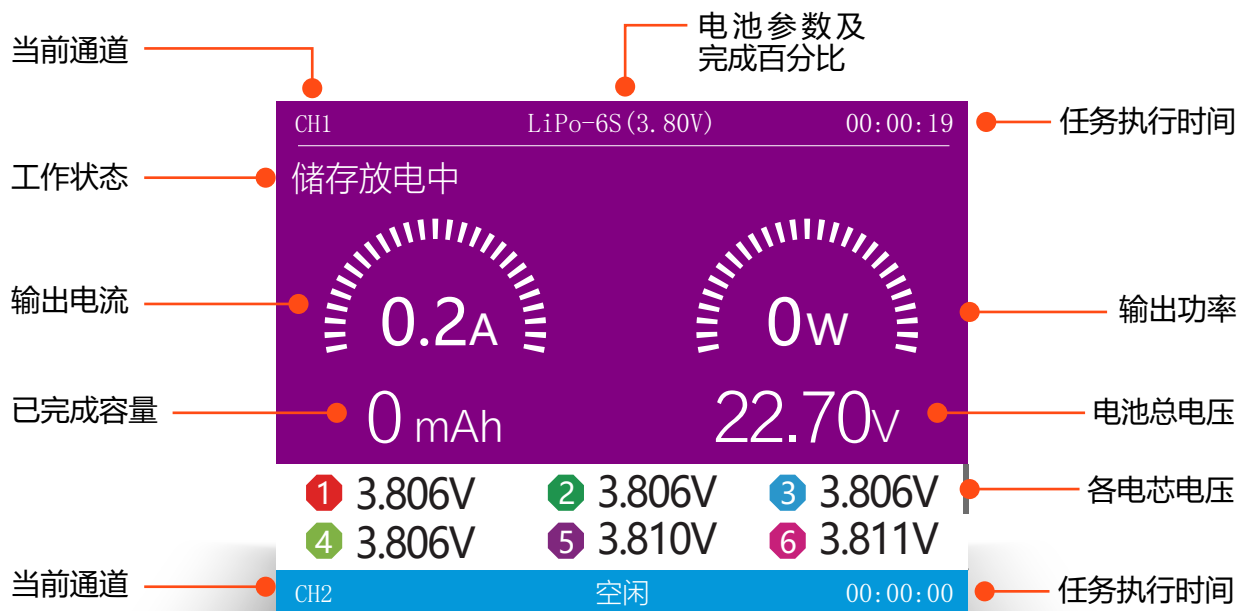 电池参数及
完成百分比
当前通道
CH1 LiPo-6S(3.80V) 00:00:19
任务执行时间
工作状态
储存放电中
输出电流
0.2A
0W
输出功率
已完成容量
0 mAh
22.70V
电池总电压
1 3.806V 2 3.806V 3 3.806V
各电芯电压
4 3.806V 5 3.810V 6 3.811V
当前通道
CH2 空闲 00:00:00
任务执行时间